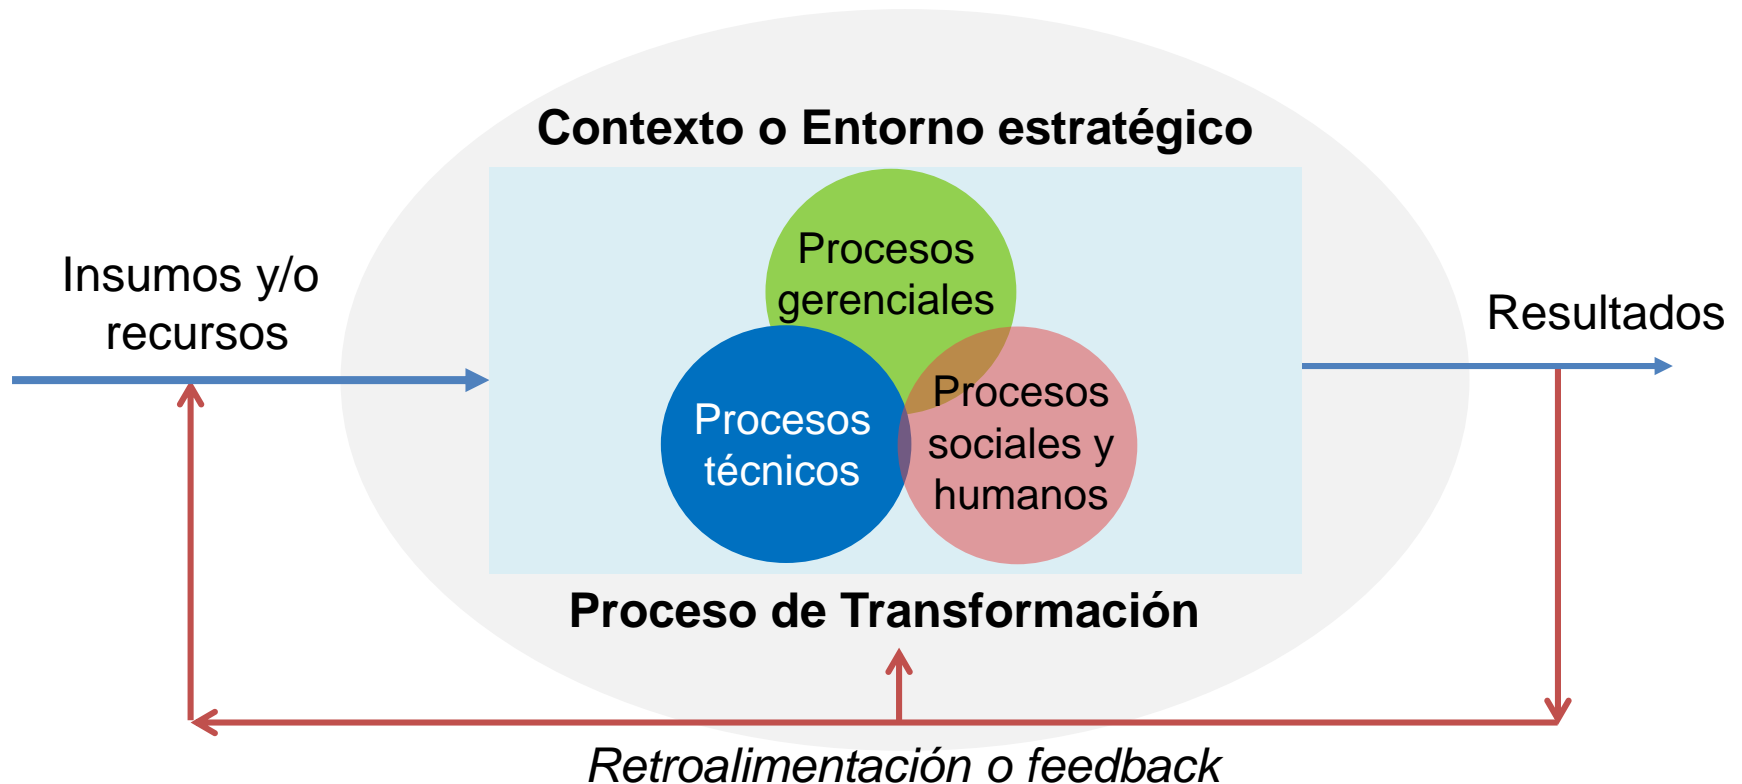 Contexto o Entorno estratégico
Insumos y/o
recursos
Procesos
gerenciales
Procesos
técnicos
Procesos
sociales y
humanos
Resultados
Proceso de Transformación
Retroalimentación o feedback